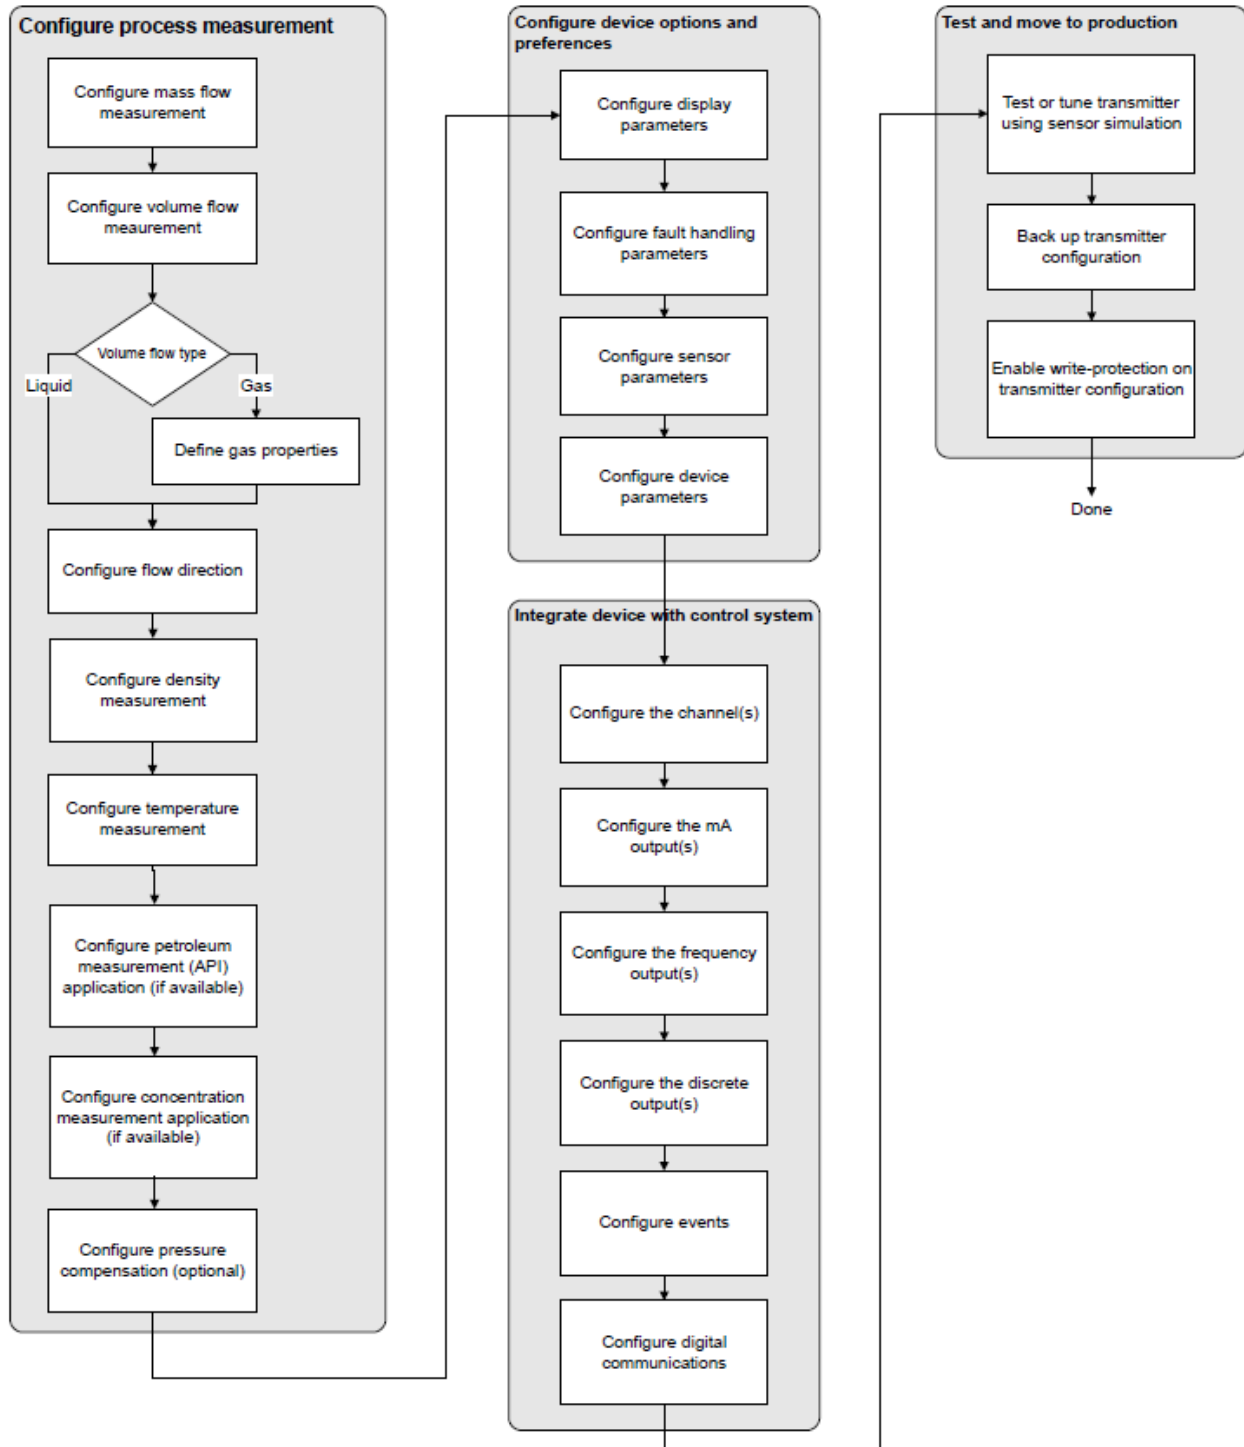 Configure process measurement
Configure mass flow
measurement
Configure volume flow
meaurement
Volume flow type
Liquid
Gas
Define gas properties
Configure flow direction
Configure density
measurement
Configure temperature
measurement
Configure petroleum
measurement (API)
application (if available)
Configure concentration
measurement application
(if available)
Configure pressure
compensation (optional)
Configure device options and
preferences
Configure display
parameters
Configure fault handling
parameters
Configure sensor
parameters
Configure device
parameters
Integrate device with control system
Configure the channel(s)
Configure the mA
output(s)
Configure the frequency
output(s)
Configure the discrete
output(s)
Configure events
Configure digital
communications
Test and move to production
Test or tune transmitter
using sensor simulation
Back up transmitter
configuration
Enable write-protection on
transmitter configuration
Done